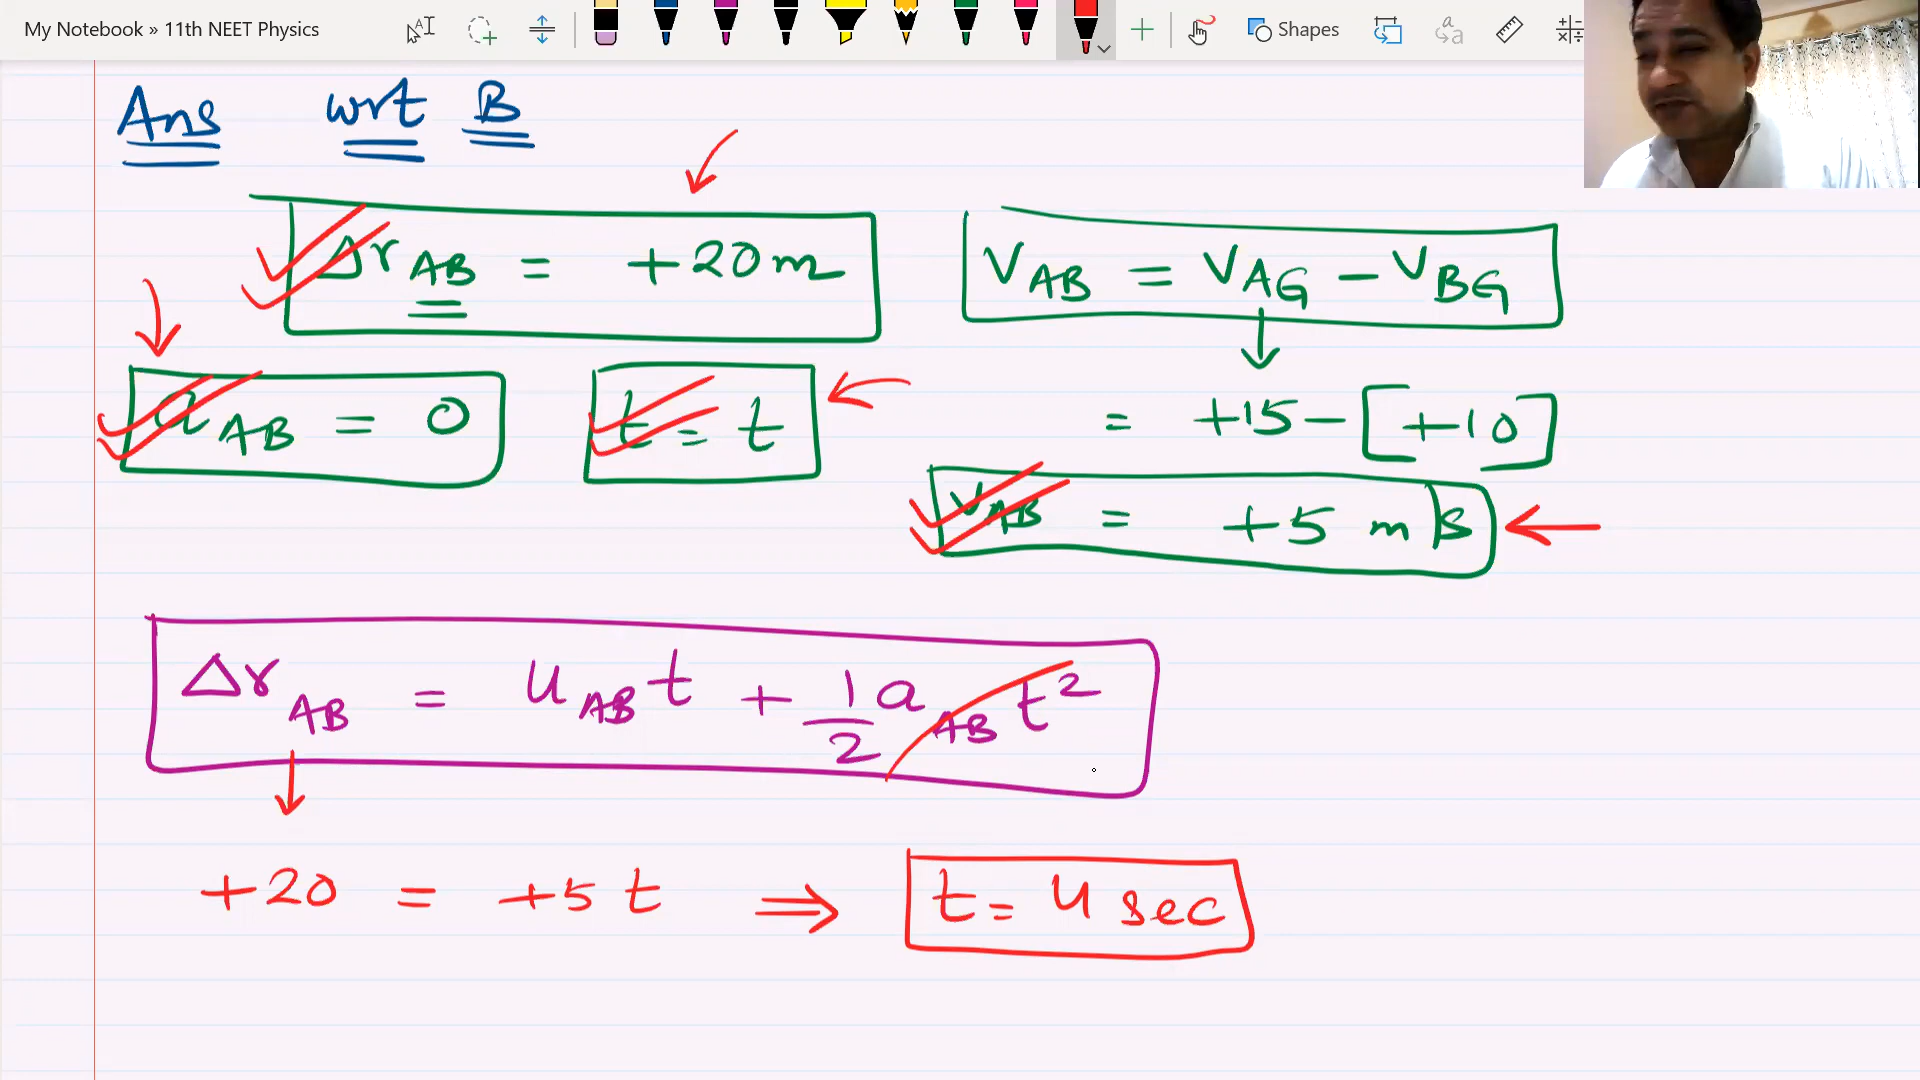 My Notebook » 11th NEET Physics
Shapes
Ans wrt B
Δr_AB = +20m
V_AB = V_AG - V_BG
a_AB = 0
t = t
= +15 - [+10]
V_AB = +5 m/s
Δr_AB = u_AB t + 1/2 a_AB t²
+20 = +5 t ⇒ t = 4 sec